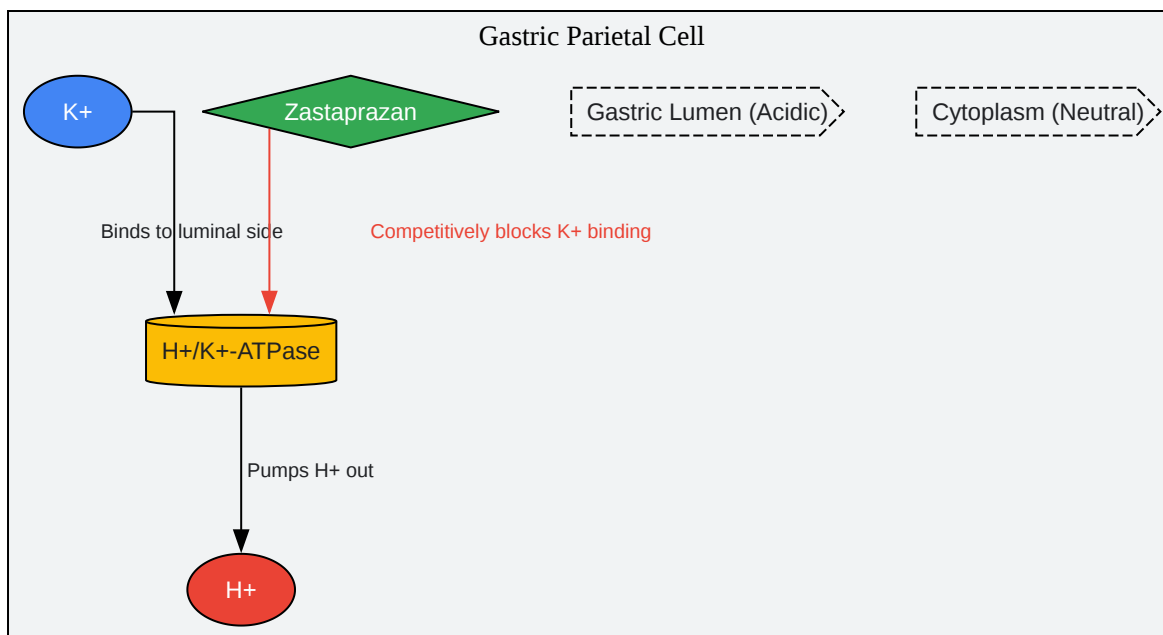 Gastric Parietal Cell
K+
Zastaprazan
Gastric Lumen (Acidic)
Cytoplasm (Neutral)
Binds to luminal side
Competitively blocks K+ binding
H+/K+-ATPase
Pumps H+ out
H+